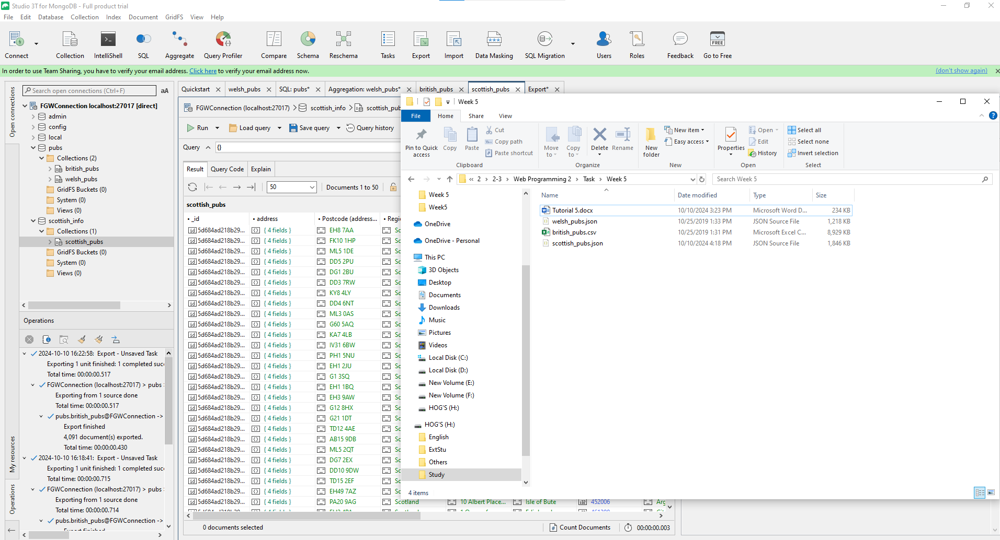 Studio 3T for MongoDB - Full product trial
File Edit Database Collection Index Document GridFS View Help
Connect Collection IntelliShell SQL Aggregate Query Profiler Compare Schema Reschema Tasks Export Import Data Masking SQL Migration Users Roles Feedback Go to Free
In order to use Team Sharing, you have to verify your email address. Click here to verify your email address now. (don't show again)
Open connections
Search open connections (Ctrl+F) aA
FGWConnection localhost:27017 [direct]
admin
config
local
pubs
Collections (2)
british_pubs
welsh_pubs
GridFS Buckets (0)
System (0)
Views (0)
scottish_info
Collections (1)
scottish_pubs
GridFS Buckets (0)
System (0)
Views (0)
My resources
Operations
Operations
2024-10-10 16:22:58: Export - Unsaved Task
Exporting 1 unit finished: 1 completed succ
Total time: 00:00:00.517
FGWConnection (localhost:27017) > pubs
Exporting from 1 source done
Total time: 00:00:00.517
pubs.british_pubs@FGWConnection ->
Export finished
4,091 document(s) exported.
Total time: 00:00:00.430
2024-10-10 16:18:41: Export - Unsaved Task
Exporting 1 unit finished: 1 completed succ
Total time: 00:00:00.715
FGWConnection (localhost:27017) > pubs
Exporting from 1 source done
Total time: 00:00:00.714
pubs.british_pubs@FGWConnection ->
Export finished
Quickstart welsh_pubs SQL: pubs* Aggregation: welsh_pubs* british_pubs scottish_pubs Export*
FGWConnection (localhost:27017) scottish_info scottish_pub
Run Load query Save query Query history
Query {}
Result Query Code Explain
50 Documents 1 to 50
scottish_pubs
_id address Postcode (address... Regi
5d684ad218b29... { 4 fields } EH8 7AA Sc
5d684ad218b29... { 4 fields } FK10 1HP Sc
5d684ad218b29... { 4 fields } ML5 1DE Sc
5d684ad218b29... { 4 fields } DD5 2PU Sc
5d684ad218b29... { 4 fields } DG1 2BU Sc
5d684ad218b29... { 4 fields } DD3 7RW Sc
5d684ad218b29... { 4 fields } KY8 4LY Sc
5d684ad218b29... { 4 fields } DD4 6NT Sc
5d684ad218b29... { 4 fields } ML3 0AS Sc
5d684ad218b29... { 4 fields } G60 5AQ Sc
5d684ad218b29... { 4 fields } KA7 4LB Sc
5d684ad218b29... { 4 fields } IV31 6BW Sc
5d684ad218b29... { 4 fields } PH1 5NU Sc
5d684ad218b29... { 4 fields } EH1 2JU Sc
5d684ad218b29... { 4 fields } G1 3SQ Sc
5d684ad218b29... { 4 fields } EH1 1BQ Sc
5d684ad218b29... { 4 fields } EH3 9AW Sc
5d684ad218b29... { 4 fields } G12 8HX Sc
5d684ad218b29... { 4 fields } G21 1DT Sc
5d684ad218b29... { 4 fields } TD12 4AE Sc
5d684ad218b29... { 4 fields } AB15 9DB Sc
5d684ad218b29... { 4 fields } ML5 2QT Sc
5d684ad218b29... { 4 fields } DG7 2EX Sc
5d684ad218b29... { 4 fields } DD10 9DW Sc
5d684ad218b29... { 4 fields } TD15 2EF Sc
5d684ad218b29... { 4 fields } EH49 7AZ Sc
5d684ad218b29... { 4 fields } PA20 9AG Scotland 10 Albert Place... Isle of Bute 452006 Arg
0 documents selected Count Documents 00:00:00.003
Week 5
File Home Share View
Pin to Quick access Copy Paste Cut Copy path Paste shortcut
Move to Copy to Delete Rename New folder New item Easy access
Properties Open Edit History Select all Select none Invert selection
Clipboard Organize New Open Select
« 2 2-3 Web Programming 2 Task Week 5 Search Week 5
Week 5
Week5
OneDrive
OneDrive - Personal
This PC
3D Objects
Desktop
Documents
Downloads
Music
Pictures
Videos
Local Disk (C:)
Local Disk (D:)
New Volume (E:)
New Volume (F:)
HOG'S (H:)
HOG'S (H:)
English
ExtStu
Others
Study
Name Date modified Type Size
Tutorial 5.docx 10/10/2024 3:23 PM Microsoft Word D... 234 KB
welsh_pubs.json 10/25/2019 1:33 PM JSON Source File 1,218 KB
british_pubs.csv 10/25/2019 1:31 PM Microsoft Excel C... 8,929 KB
scottish_pubs.json 10/10/2024 4:18 PM JSON Source File 1,846 KB
4 items